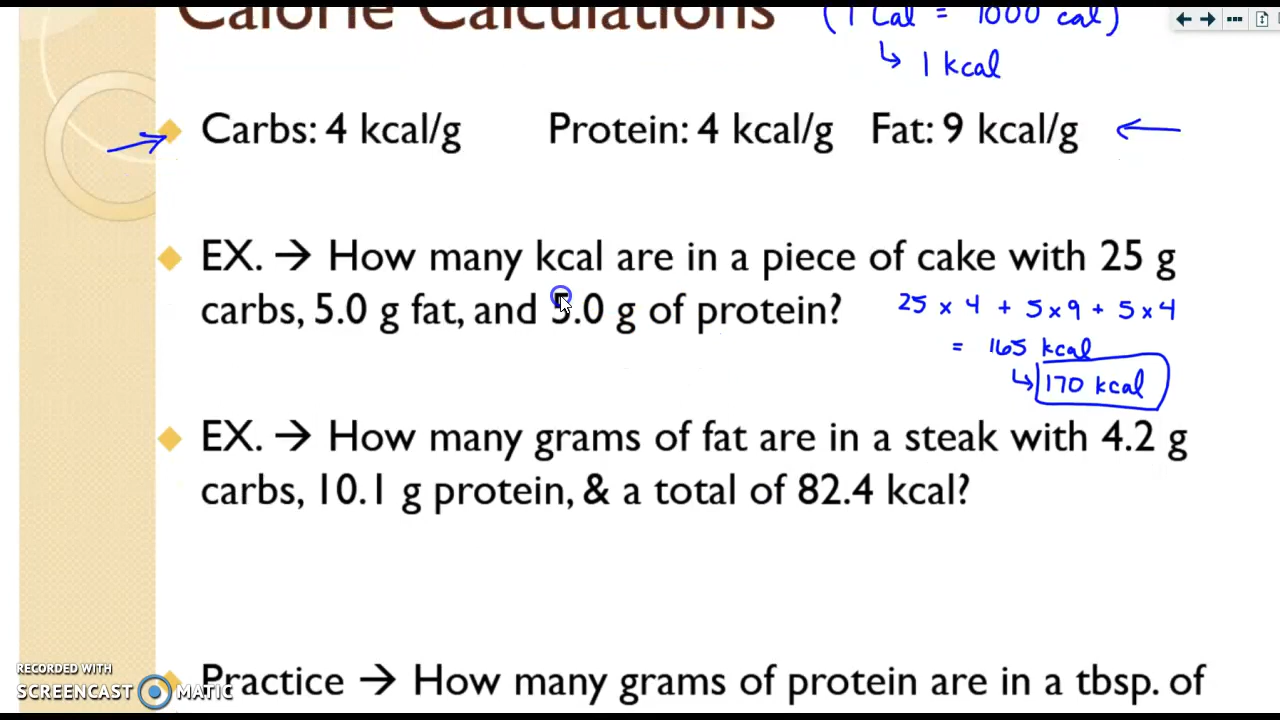 Calorie Calculations (1 Cal = 1000 cal)
↳ 1 kcal
Carbs: 4 kcal/g Protein: 4 kcal/g Fat: 9 kcal/g
EX. → How many kcal are in a piece of cake with 25 g
carbs, 5.0 g fat, and 5.0 g of protein? 25 x 4 + 5 x 9 + 5 x 4
= 165 kcal
↳ 170 kcal
EX. → How many grams of fat are in a steak with 4.2 g
carbs, 10.1 g protein, & a total of 82.4 kcal?
RECORDED WITH
SCREENCAST MATIC
Practice → How many grams of protein are in a tbsp. of